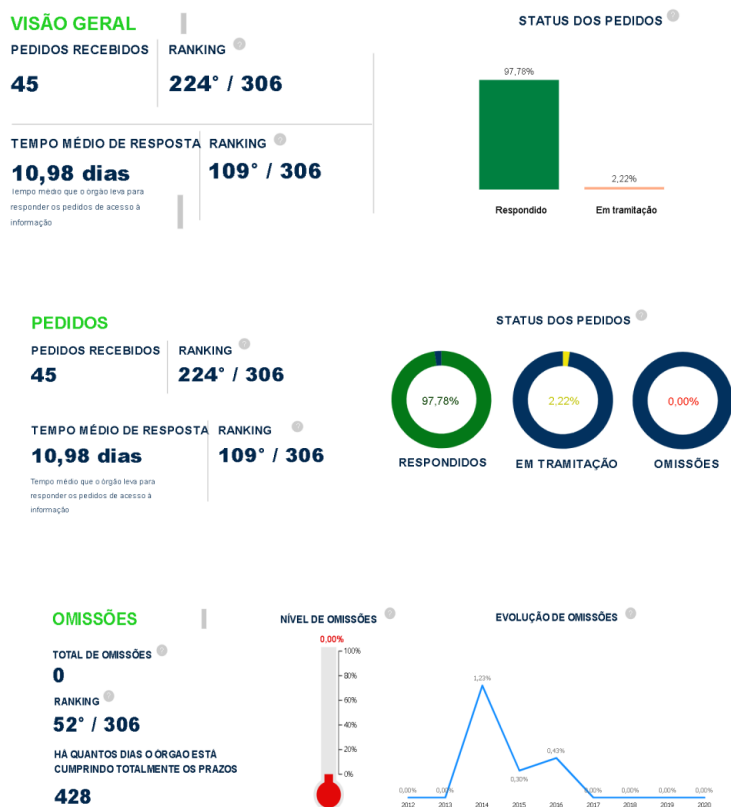 VISÃO GERAL
PEDIDOS RECEBIDOS
RANKING
45
224° / 306
TEMPO MÉDIO DE RESPOSTA
RANKING
10,98 dias
109° / 306
Tempo médio que o órgão leva para
responder os pedidos de acesso à
informação
STATUS DOS PEDIDOS
97,78%
2,22%
Respondido
Em tramitação
PEDIDOS
PEDIDOS RECEBIDOS
RANKING
45
224° / 306
TEMPO MÉDIO DE RESPOSTA
RANKING
10,98 dias
109° / 306
Tempo médio que o órgão leva para
responder os pedidos de acesso à
informação
STATUS DOS PEDIDOS
97,78%
2,22%
0,00%
RESPONDIDOS
EM TRAMITAÇÃO
OMISSÕES
OMISSÕES
TOTAL DE OMISSÕES
0
RANKING
52° / 306
HÁ QUANTOS DIAS O ÓRGAO ESTÁ
CUMPRINDO TOTALMENTE OS PRAZOS
428
NÍVEL DE OMISSÕES
0.00%
100%
80%
60%
40%
20%
0%
EVOLUÇÃO DE OMISSÕES
1,23%
0,43%
0,30%
0,00%
0,00%
0,00%
0,00%
0,00%
0,00%
2012
2013
2014
2015
2016
2017
2018
2019
2020